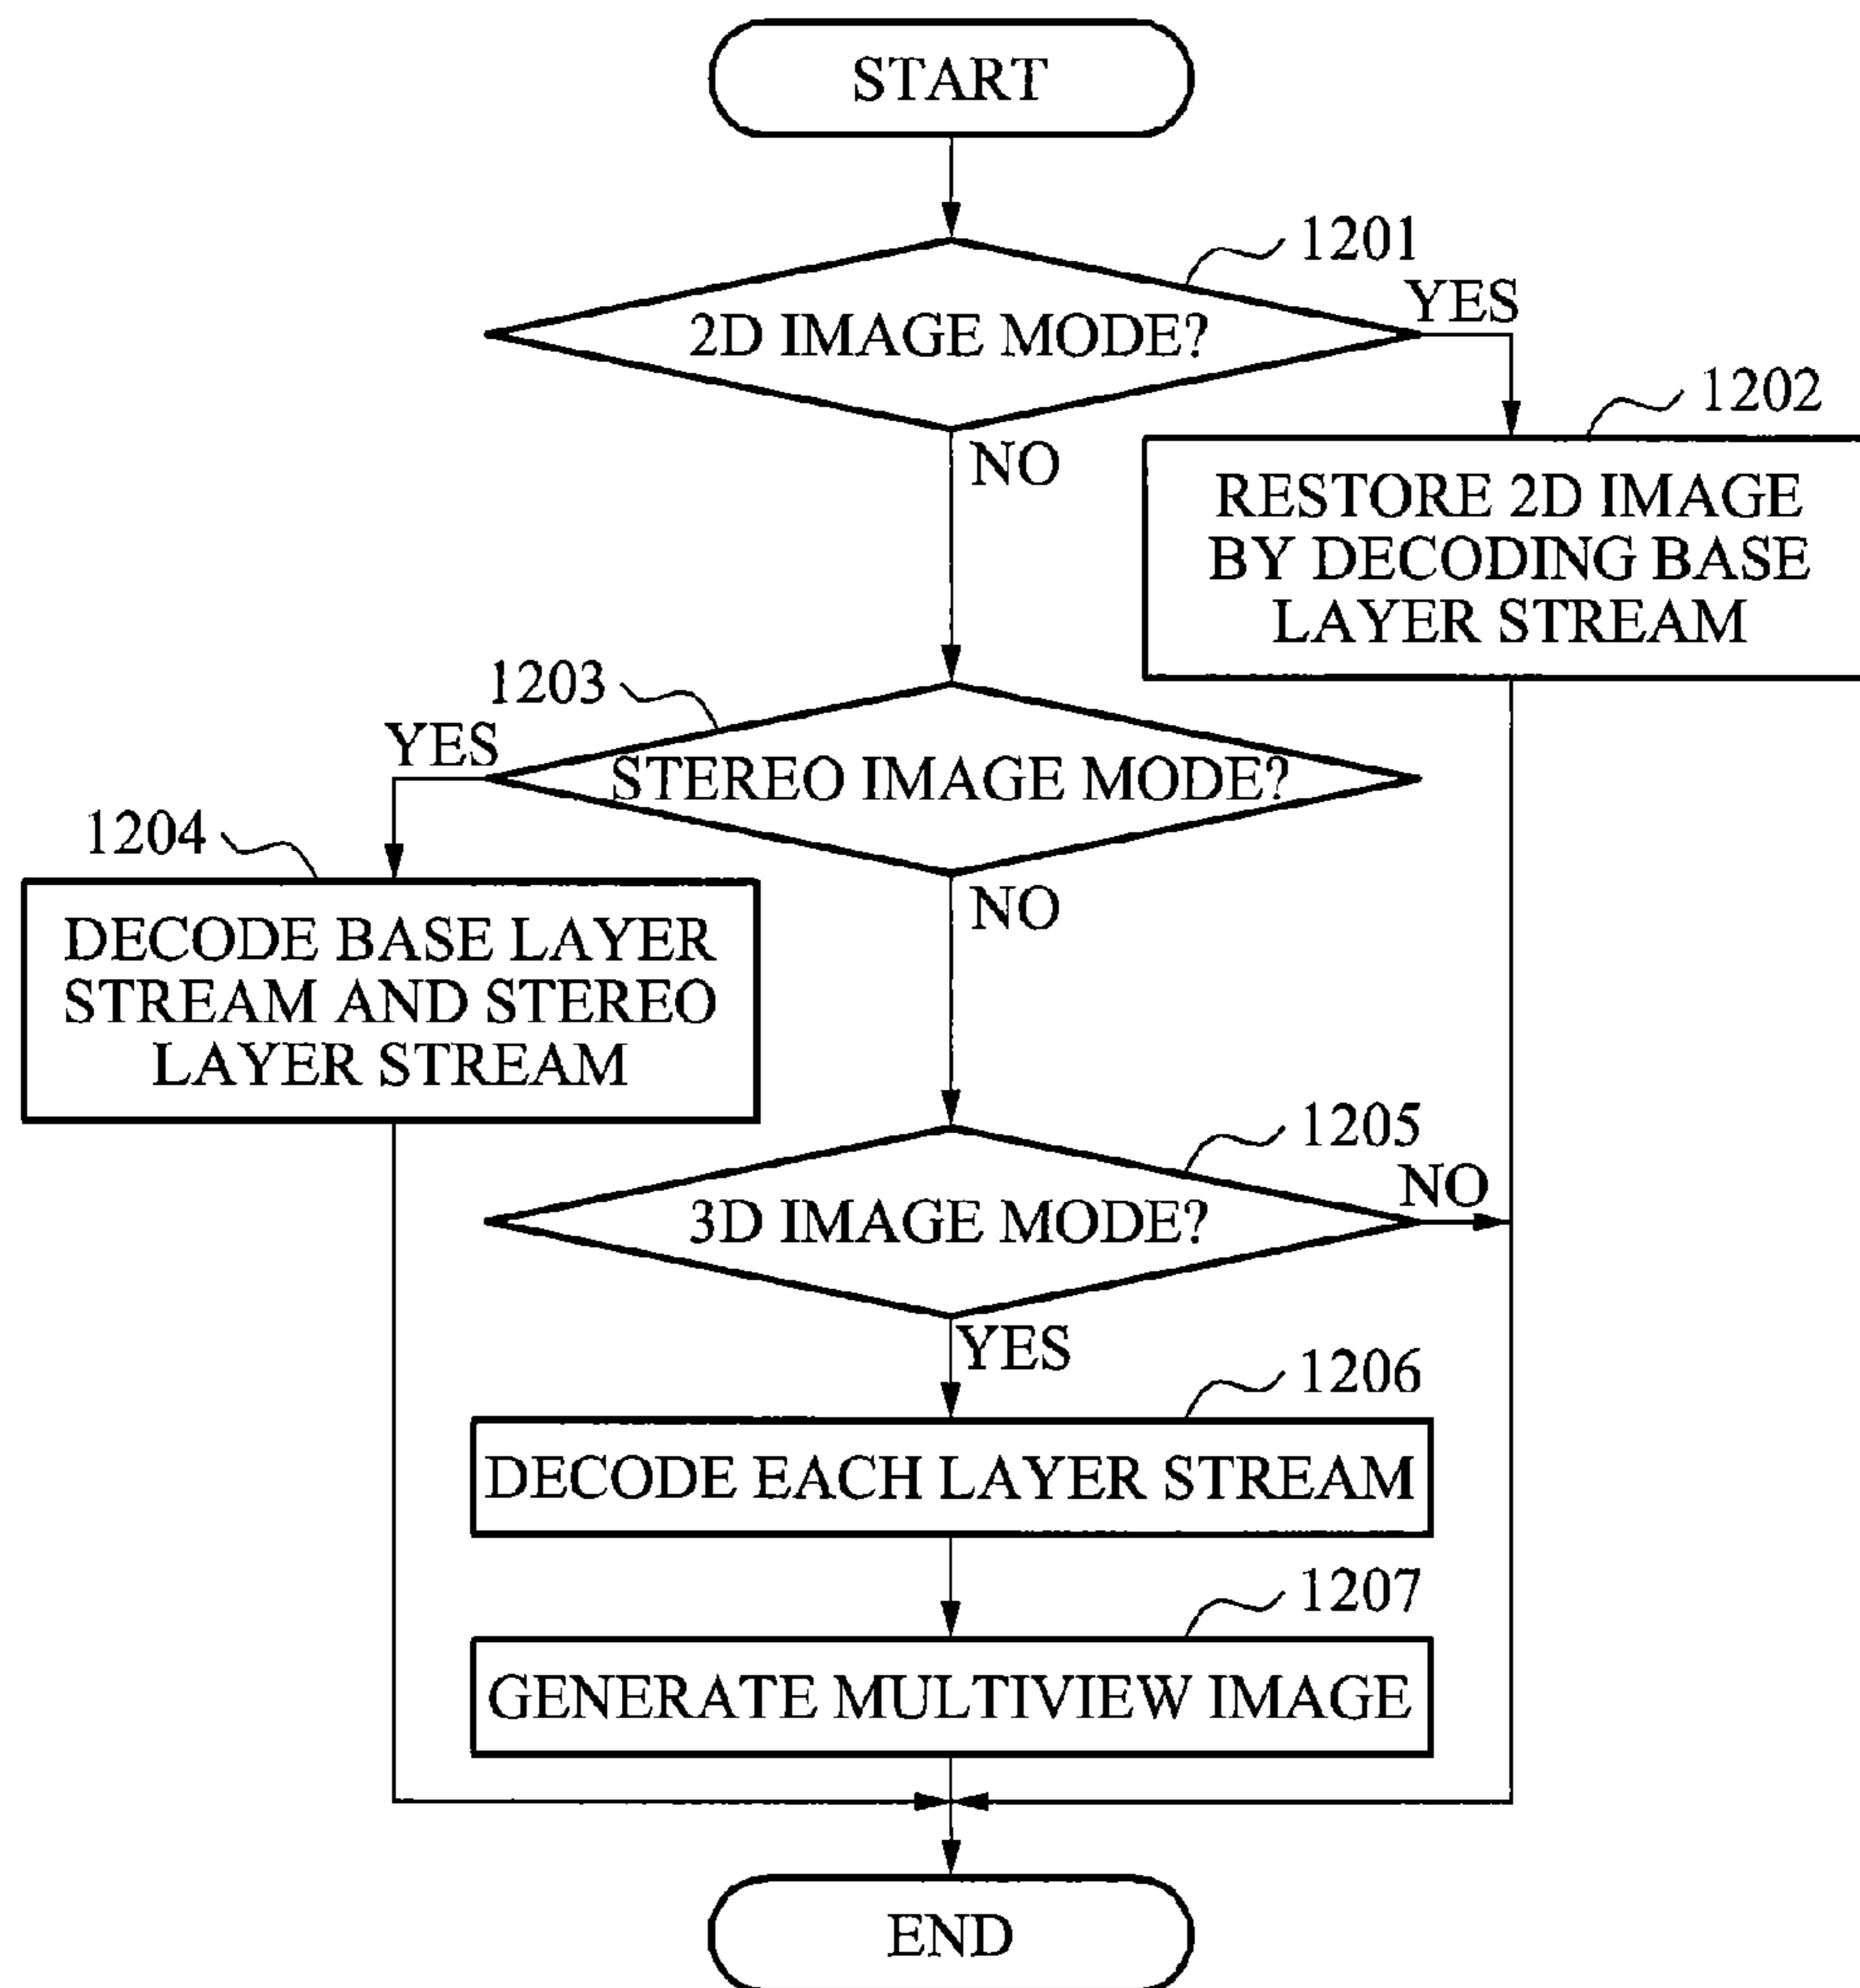 START
1201
2D IMAGE MODE?
YES
NO
1202
RESTORE 2D IMAGE
BY DECODING BASE
LAYER STREAM
1203
YES
STEREO IMAGE MODE?
NO
1204
DECODE BASE LAYER
STREAM AND STEREO
LAYER STREAM
1205
3D IMAGE MODE?
NO
YES
1206
DECODE EACH LAYER STREAM
1207
GENERATE MULTIVIEW IMAGE
END